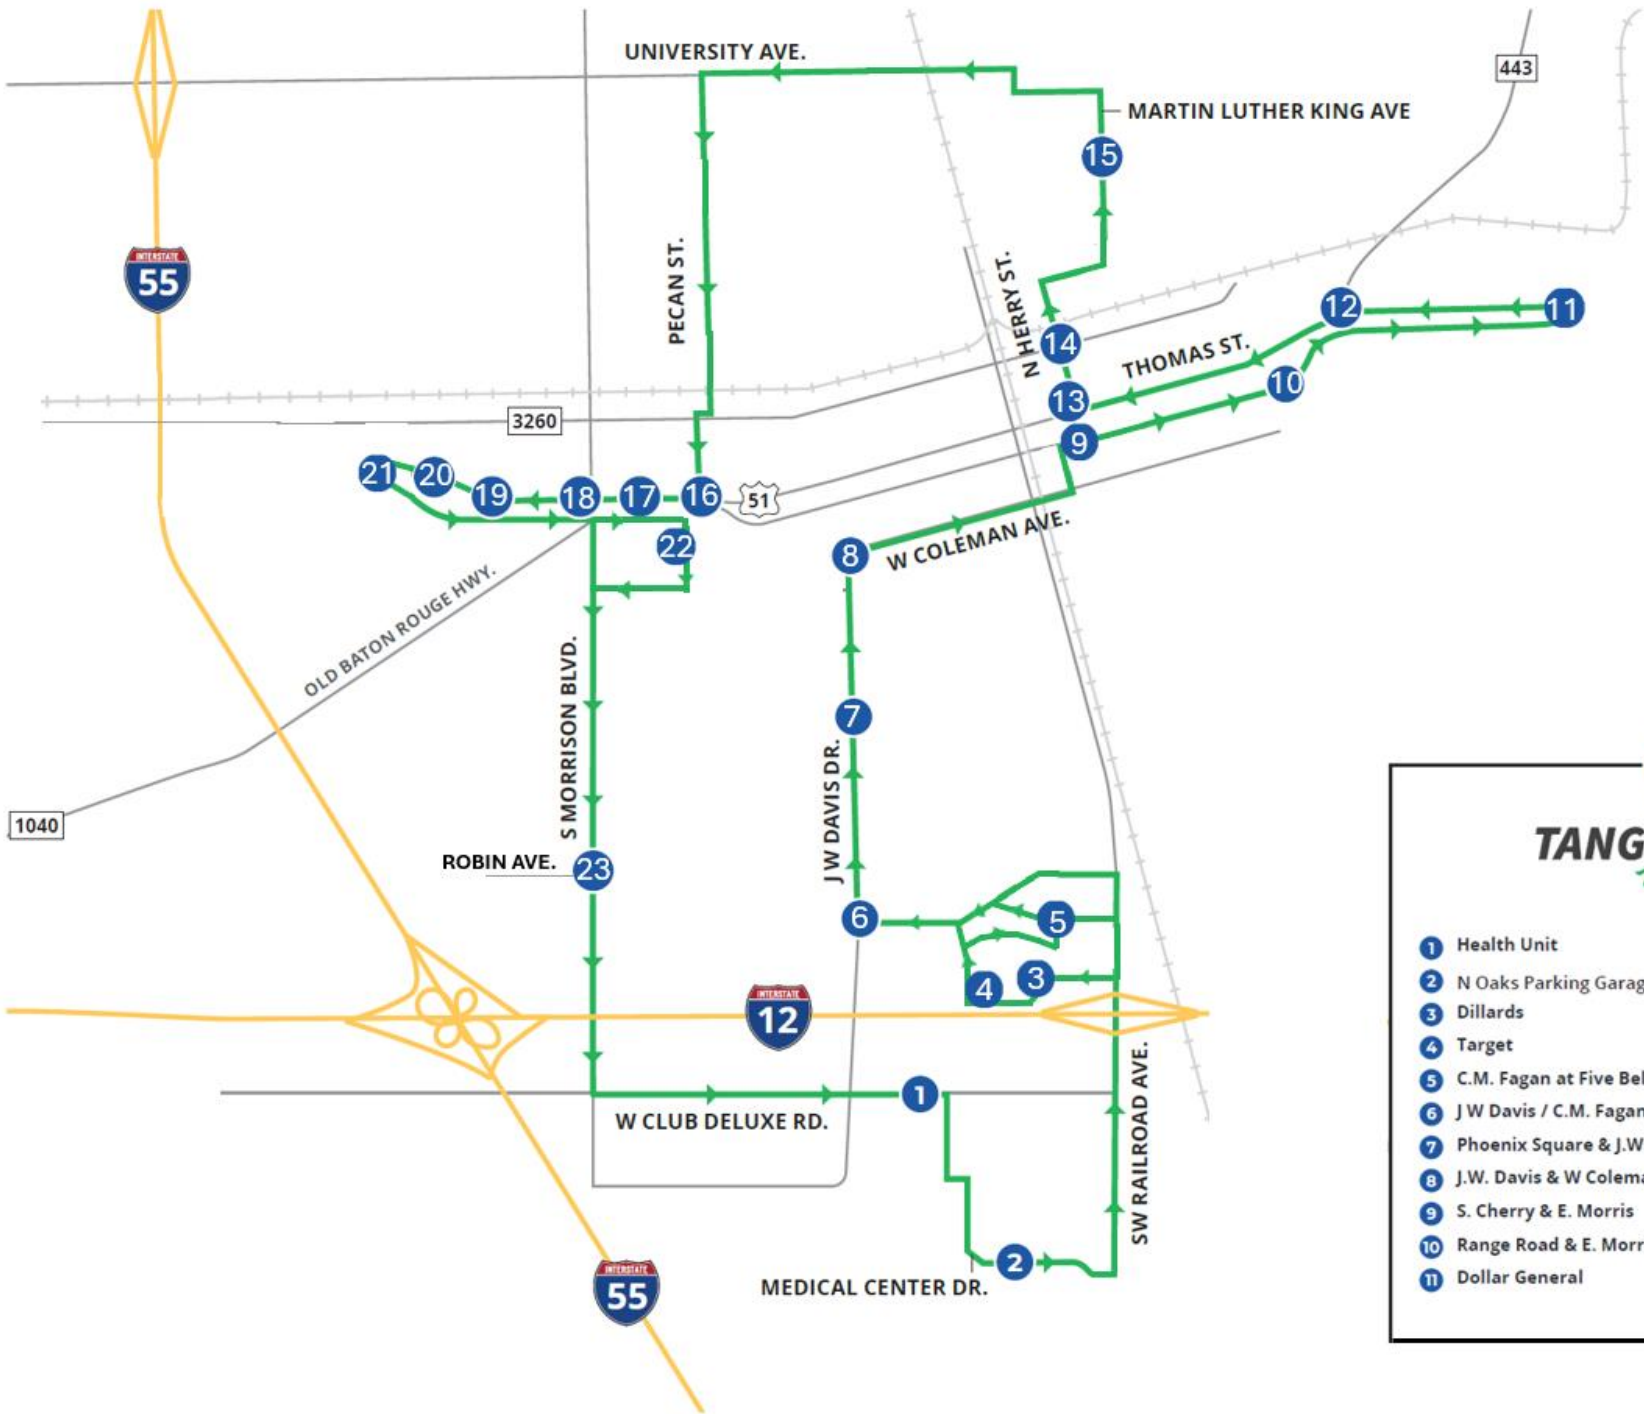 UNIVERSITY AVE.
443
MARTIN LUTHER KING AVE
15
INTERSTATE
55
PECAN ST.
N HERRY ST.
12
11
14
THOMAS ST.
10
13
3260
9
21
20
19
18
17
16
51
22
8
W COLEMAN AVE.
OLD BATON ROUGE HWY.
S MORRISON BLVD.
7
J W DAVIS DR.
1040
ROBIN AVE.
23
6
5
3
4
INTERSTATE
12
1
W CLUB DELUXE RD.
SW RAILROAD AVE.
2
MEDICAL CENTER DR.
INTERSTATE
55
TANG
1 Health Unit
2 N Oaks Parking Garag
3 Dillards
4 Target
5 C.M. Fagan at Five Bel
6 J W Davis / C.M. Fagan
7 Phoenix Square & J.W
8 J.W. Davis & W Colema
9 S. Cherry & E. Morris
10 Range Road & E. Morr
11 Dollar General